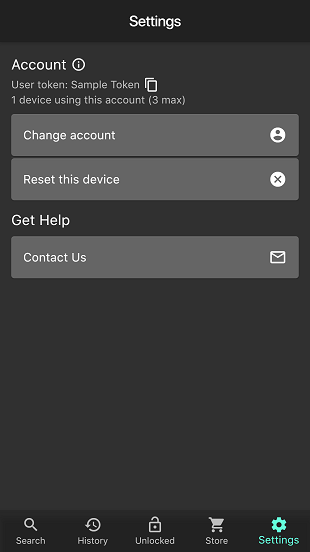 Settings
Account
User token: Sample Token
1 device using this account (3 max)
Change account
Reset this device
Get Help
Contact Us
Search
History
Unlocked
Store
Settings